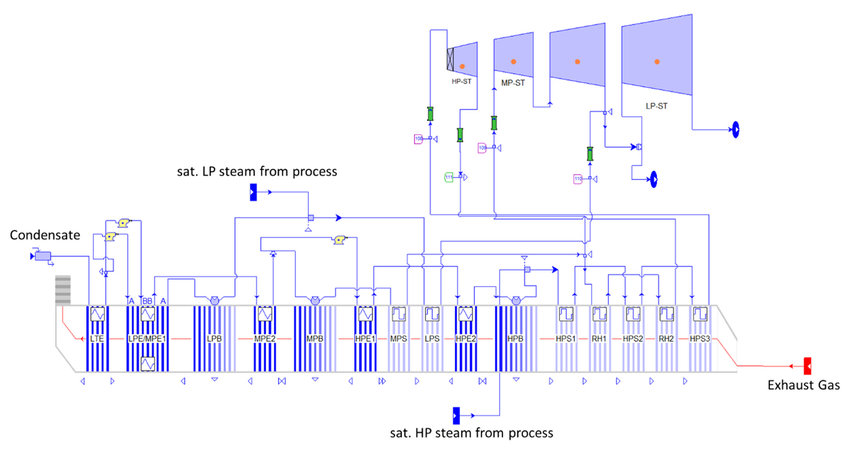 HP-ST
MP-ST
LP-ST
sat. LP steam from process
Condensate
A BB A
LTE
LPE/MPE1
LPB
MPE2
MPB
HPE1
MPS
LPS
HPE2
HPB
HPS1
RH1
HPS2
RH2
HPS3
Exhaust Gas
sat. HP steam from process